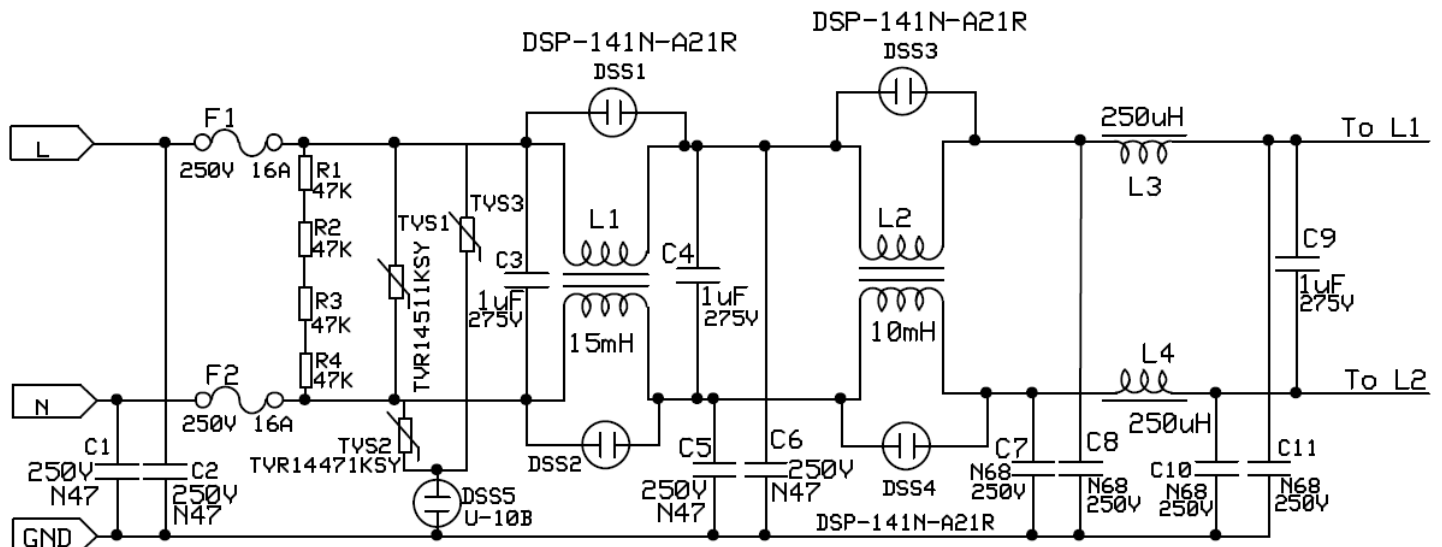 DSP-141N-A21R
DSS1
DSP-141N-A21R
DSS3
L
F1
250V 16A
R1
47K
R2
47K
R3
47K
R4
47K
TVS1
TVR14511KSY
TVS3
C3
1uF
275V
L1
15mH
C4
1uF
275V
L2
10mH
250uH
L3
To L1
C9
1uF
275V
N
F2
250V 16A
TVS2
TVR14471KSY
DSS2
DSS4
DSP-141N-A21R
L4
250uH
To L2
C1
250V
N47
C2
250V
N47
DSS5
U-10B
C5
250V
N47
C6
250V
N47
C7
N68
250V
C8
N68
250V
C10
N68
250V
C11
N68
250V
GND